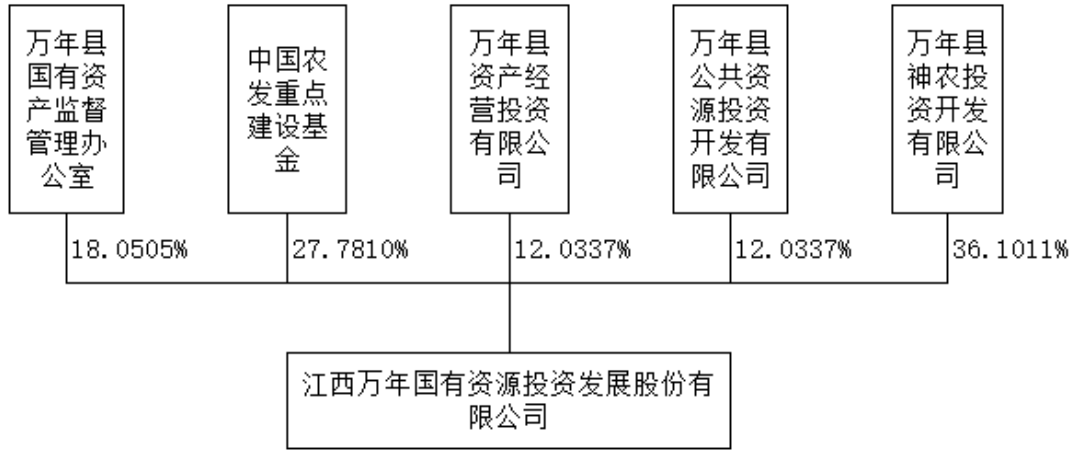 万年县
国有资
产监督
管理办
公室
中国农
发重点
建设基
金
万年县
资产经
营投资
有限公
司
万年县
公共资
源投资
开发有
限公司
万年县
神农投
资开发
有限公
司
18.0505%
27.7810%
12.0337%
12.0337%
36.1011%
江西万年国有资源投资发展股份有
限公司